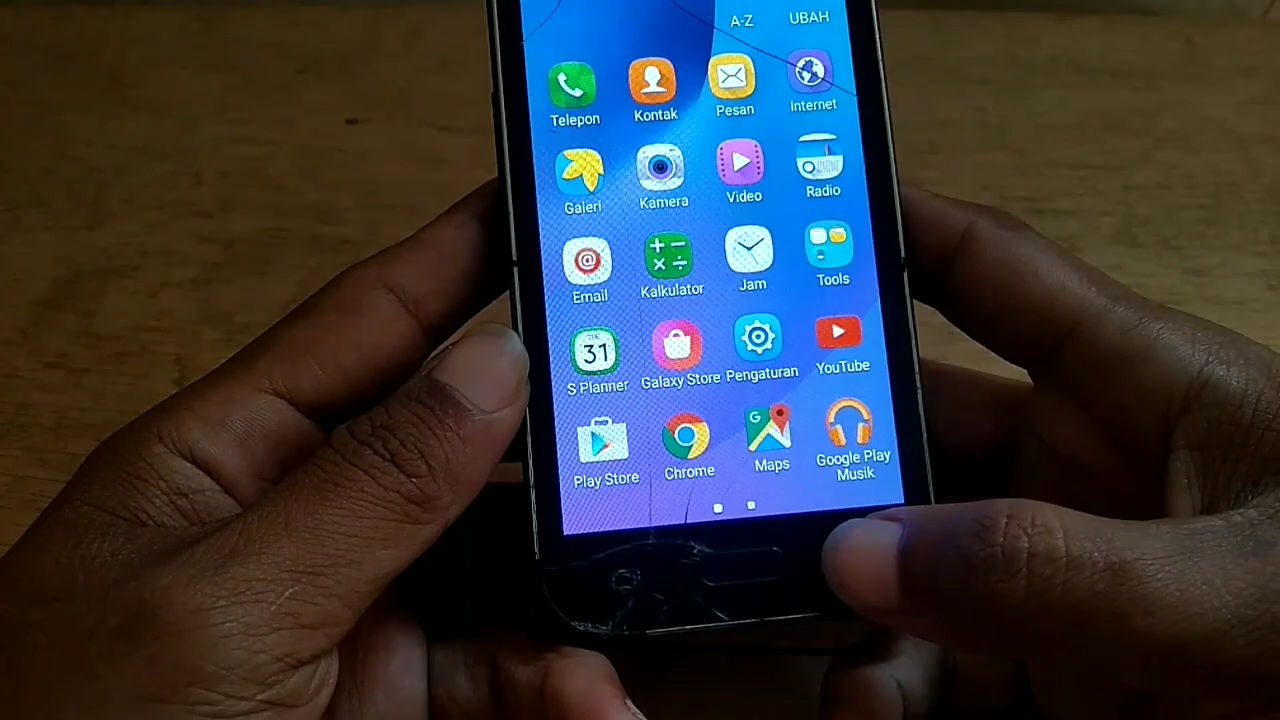 A-Z UBAH
Telepon Kontak Pesan Internet
Galeri Kamera Video Radio
Email Kalkulator Jam Tools
31
S Planner Galaxy Store Pengaturan YouTube
G
Play Store Chrome Maps Google Play
Musik